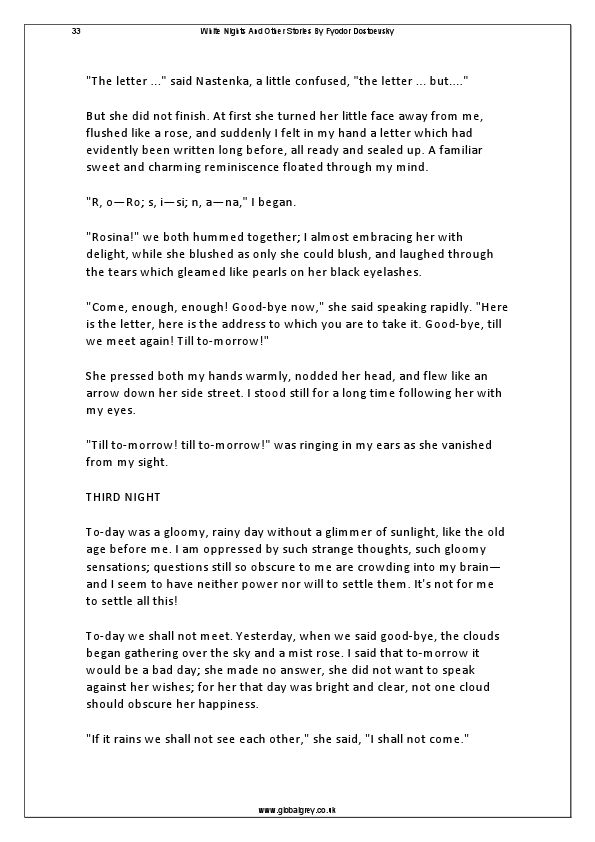 33
White Nights And Other Stories By Fyodor Dostoevsky
"The letter ..." said Nastenka, a little confused, "the letter ... but...."
But she did not finish. At first she turned her little face away from me,
flushed like a rose, and suddenly I felt in my hand a letter which had
evidently been written long before, all ready and sealed up. A familiar
sweet and charming reminiscence floated through my mind.
"R, o—Ro; s, i—si; n, a—na," I began.
"Rosina!" we both hummed together; I almost embracing her with
delight, while she blushed as only she could blush, and laughed through
the tears which gleamed like pearls on her black eyelashes.
"Come, enough, enough! Good-bye now," she said speaking rapidly. "Here
is the letter, here is the address to which you are to take it. Good-bye, till
we meet again! Till to-morrow!"
She pressed both my hands warmly, nodded her head, and flew like an
arrow down her side street. I stood still for a long time following her with
my eyes.
"Till to-morrow! till to-morrow!" was ringing in my ears as she vanished
from my sight.
THIRD NIGHT
To-day was a gloomy, rainy day without a glimmer of sunlight, like the old
age before me. I am oppressed by such strange thoughts, such gloomy
sensations; questions still so obscure to me are crowding into my brain—
and I seem to have neither power nor will to settle them. It's not for me
to settle all this!
To-day we shall not meet. Yesterday, when we said good-bye, the clouds
began gathering over the sky and a mist rose. I said that to-morrow it
would be a bad day; she made no answer, she did not want to speak
against her wishes; for her that day was bright and clear, not one cloud
should obscure her happiness.
"If it rains we shall not see each other," she said, "I shall not come."
www.globalgrey.co.uk